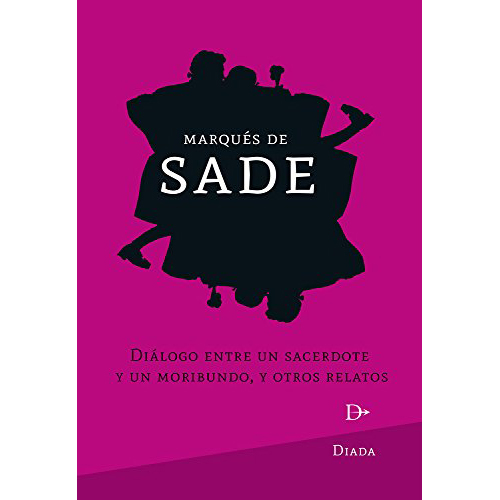 MARQUÉS DE
SADE
DIÁLOGO ENTRE UN SACERDOTE
Y UN MORIBUNDO, Y OTROS RELATOS
D
DIADA